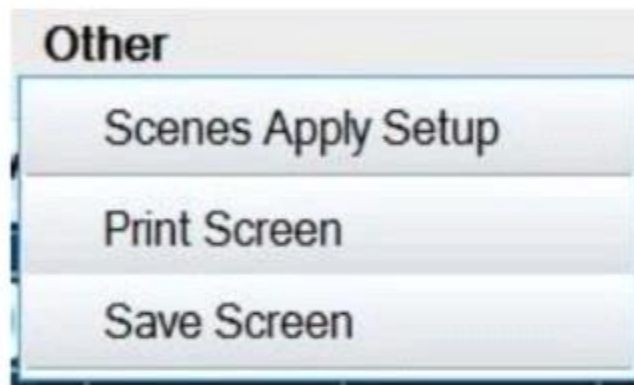 Other
Scenes Apply Setup
Print Screen
Save Screen